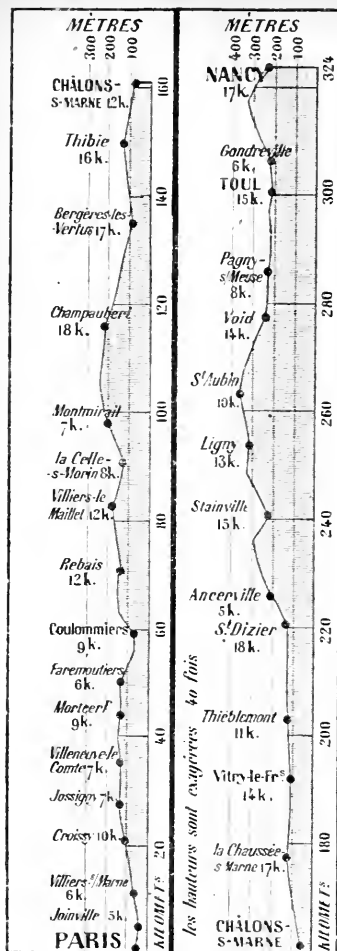 MÈTRES
300
200
100
CHÂLONS-
S-MARNE 12k.
160
Thibie
16k.
140
Bergères-les-
Vertus 17k.
120
Champaubert
18k.
100
Montmirail
7k.
la Celle-
-s-Morin 8k.
Villiers-le
Maillet 12k.
80
Rebais
12k.
Coulommiers
9k.
60
Faremoutiers
6k.
Mortcerf
9k.
40
Villeneuve-le
Comte 7k.
Jossigny 7k.
Croissy 10k.
20
Villiers s/Marne
6k.
Joinville 5k.
PARIS
KILOMETS
MÈTRES
400
300
200
100
NANCY
17k.
324
Gondreville
6k.
TOUL
15k.
300
Pagny-
s/Meuse
8k.
280
Void
14k.
St Aubin
10k.
260
Ligny
13k.
Stainville
15k.
240
Ancerville
5k.
St Dizier
18k.
220
Thiéblemont
11k.
200
Vitry-le-Frs
14k.
180
la Chaussée-
s Marne 17k.
CHÂLONS-
S-MARNE
KILOMETS
les hauteurs sont exagérées 40 fois